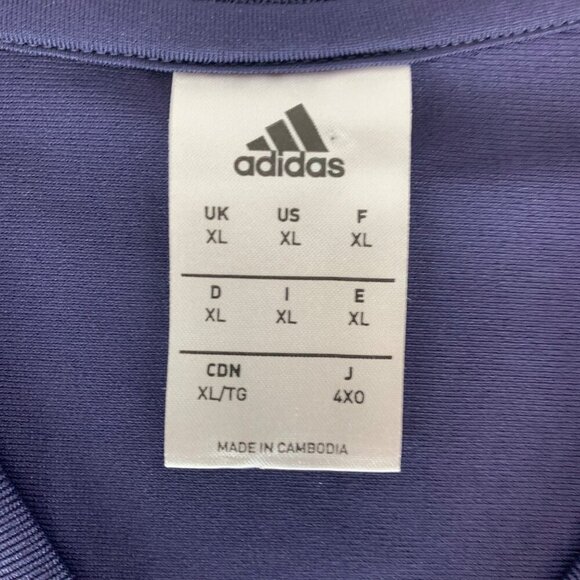 adidas
UK US F
XL XL XL
D I E
XL XL XL
CDN J
XL/TG 4XO
MADE IN CAMBODIA